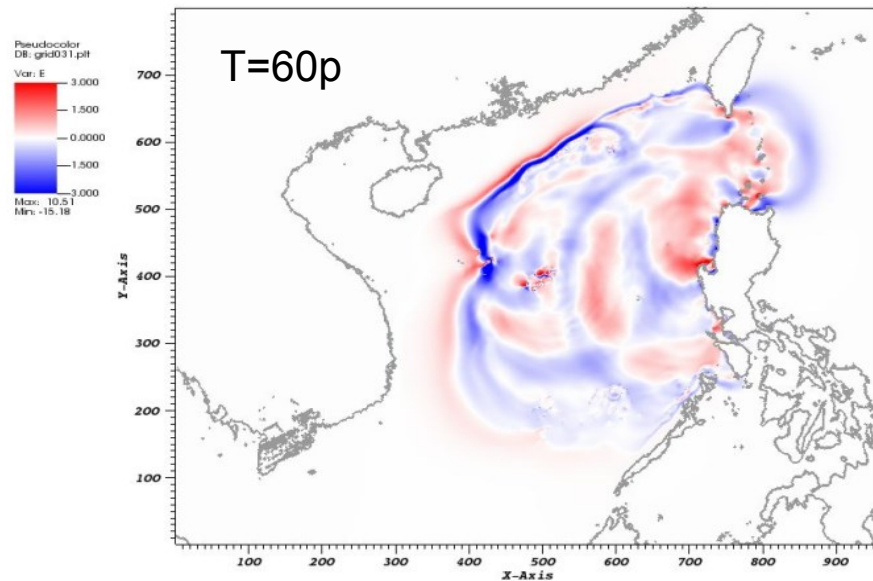 Pseudocolor
DB: grid031.plt
Var: E
3.000
1.500
0.0000
-1.500
-3.000
Max: 10.51
Min: -15.18
T=60p
700
600
500
400
300
200
100
Y-Axis
100 200 300 400 500 600 700 800 900
X-Axis